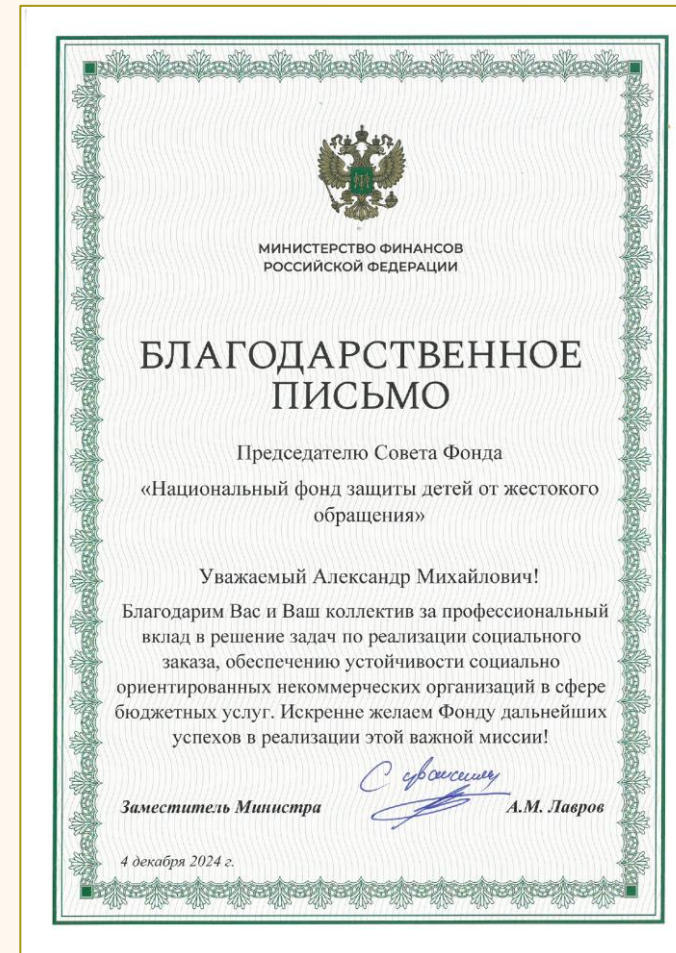 МИНИСТЕРСТВО ФИНАНСОВ
РОССИЙСКОЙ ФЕДЕРАЦИИ
БЛАГОДАРСТВЕННОЕ
ПИСЬМО
Председателю Совета Фонда
«Национальный фонд защиты детей от жестокого
обращения»
Уважаемый Александр Михайлович!
Благодарим Вас и Ваш коллектив за профессиональный
вклад в решение задач по реализации социального
заказа, обеспечению устойчивости социально
ориентированных некоммерческих организаций в сфере
бюджетных услуг. Искренне желаем Фонду дальнейших
успехов в реализации этой важной миссии!
С уважением
Заместитель Министра А.М. Лавров
4 декабря 2024 г.